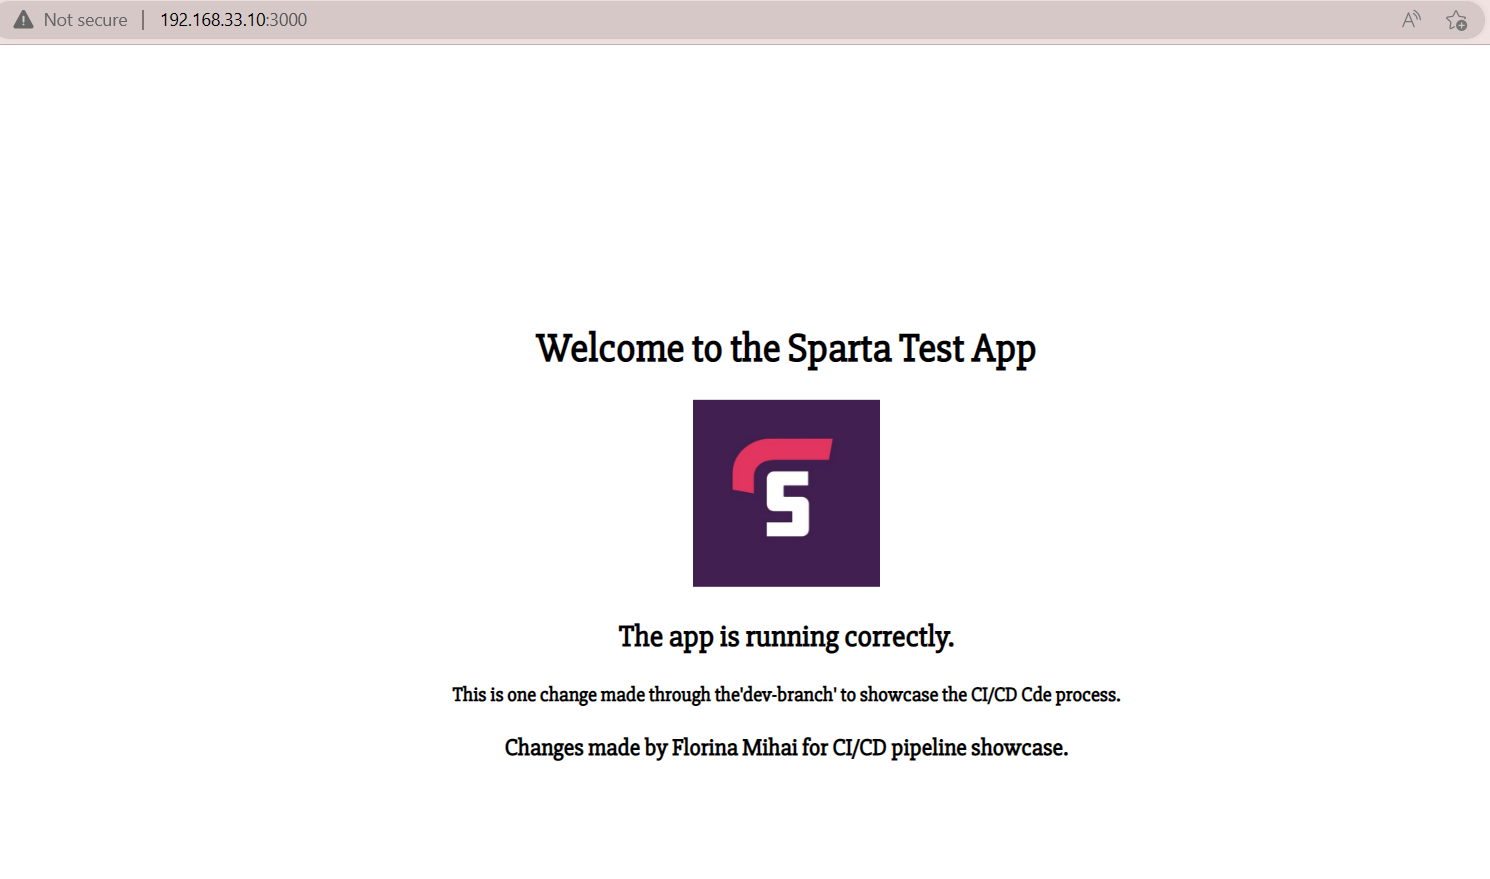 Not secure | 192.168.33.10:3000
Welcome to the Sparta Test App
S
The app is running correctly.
This is one change made through the'dev-branch' to showcase the CI/CD Cde process.
Changes made by Florina Mihai for CI/CD pipeline showcase.